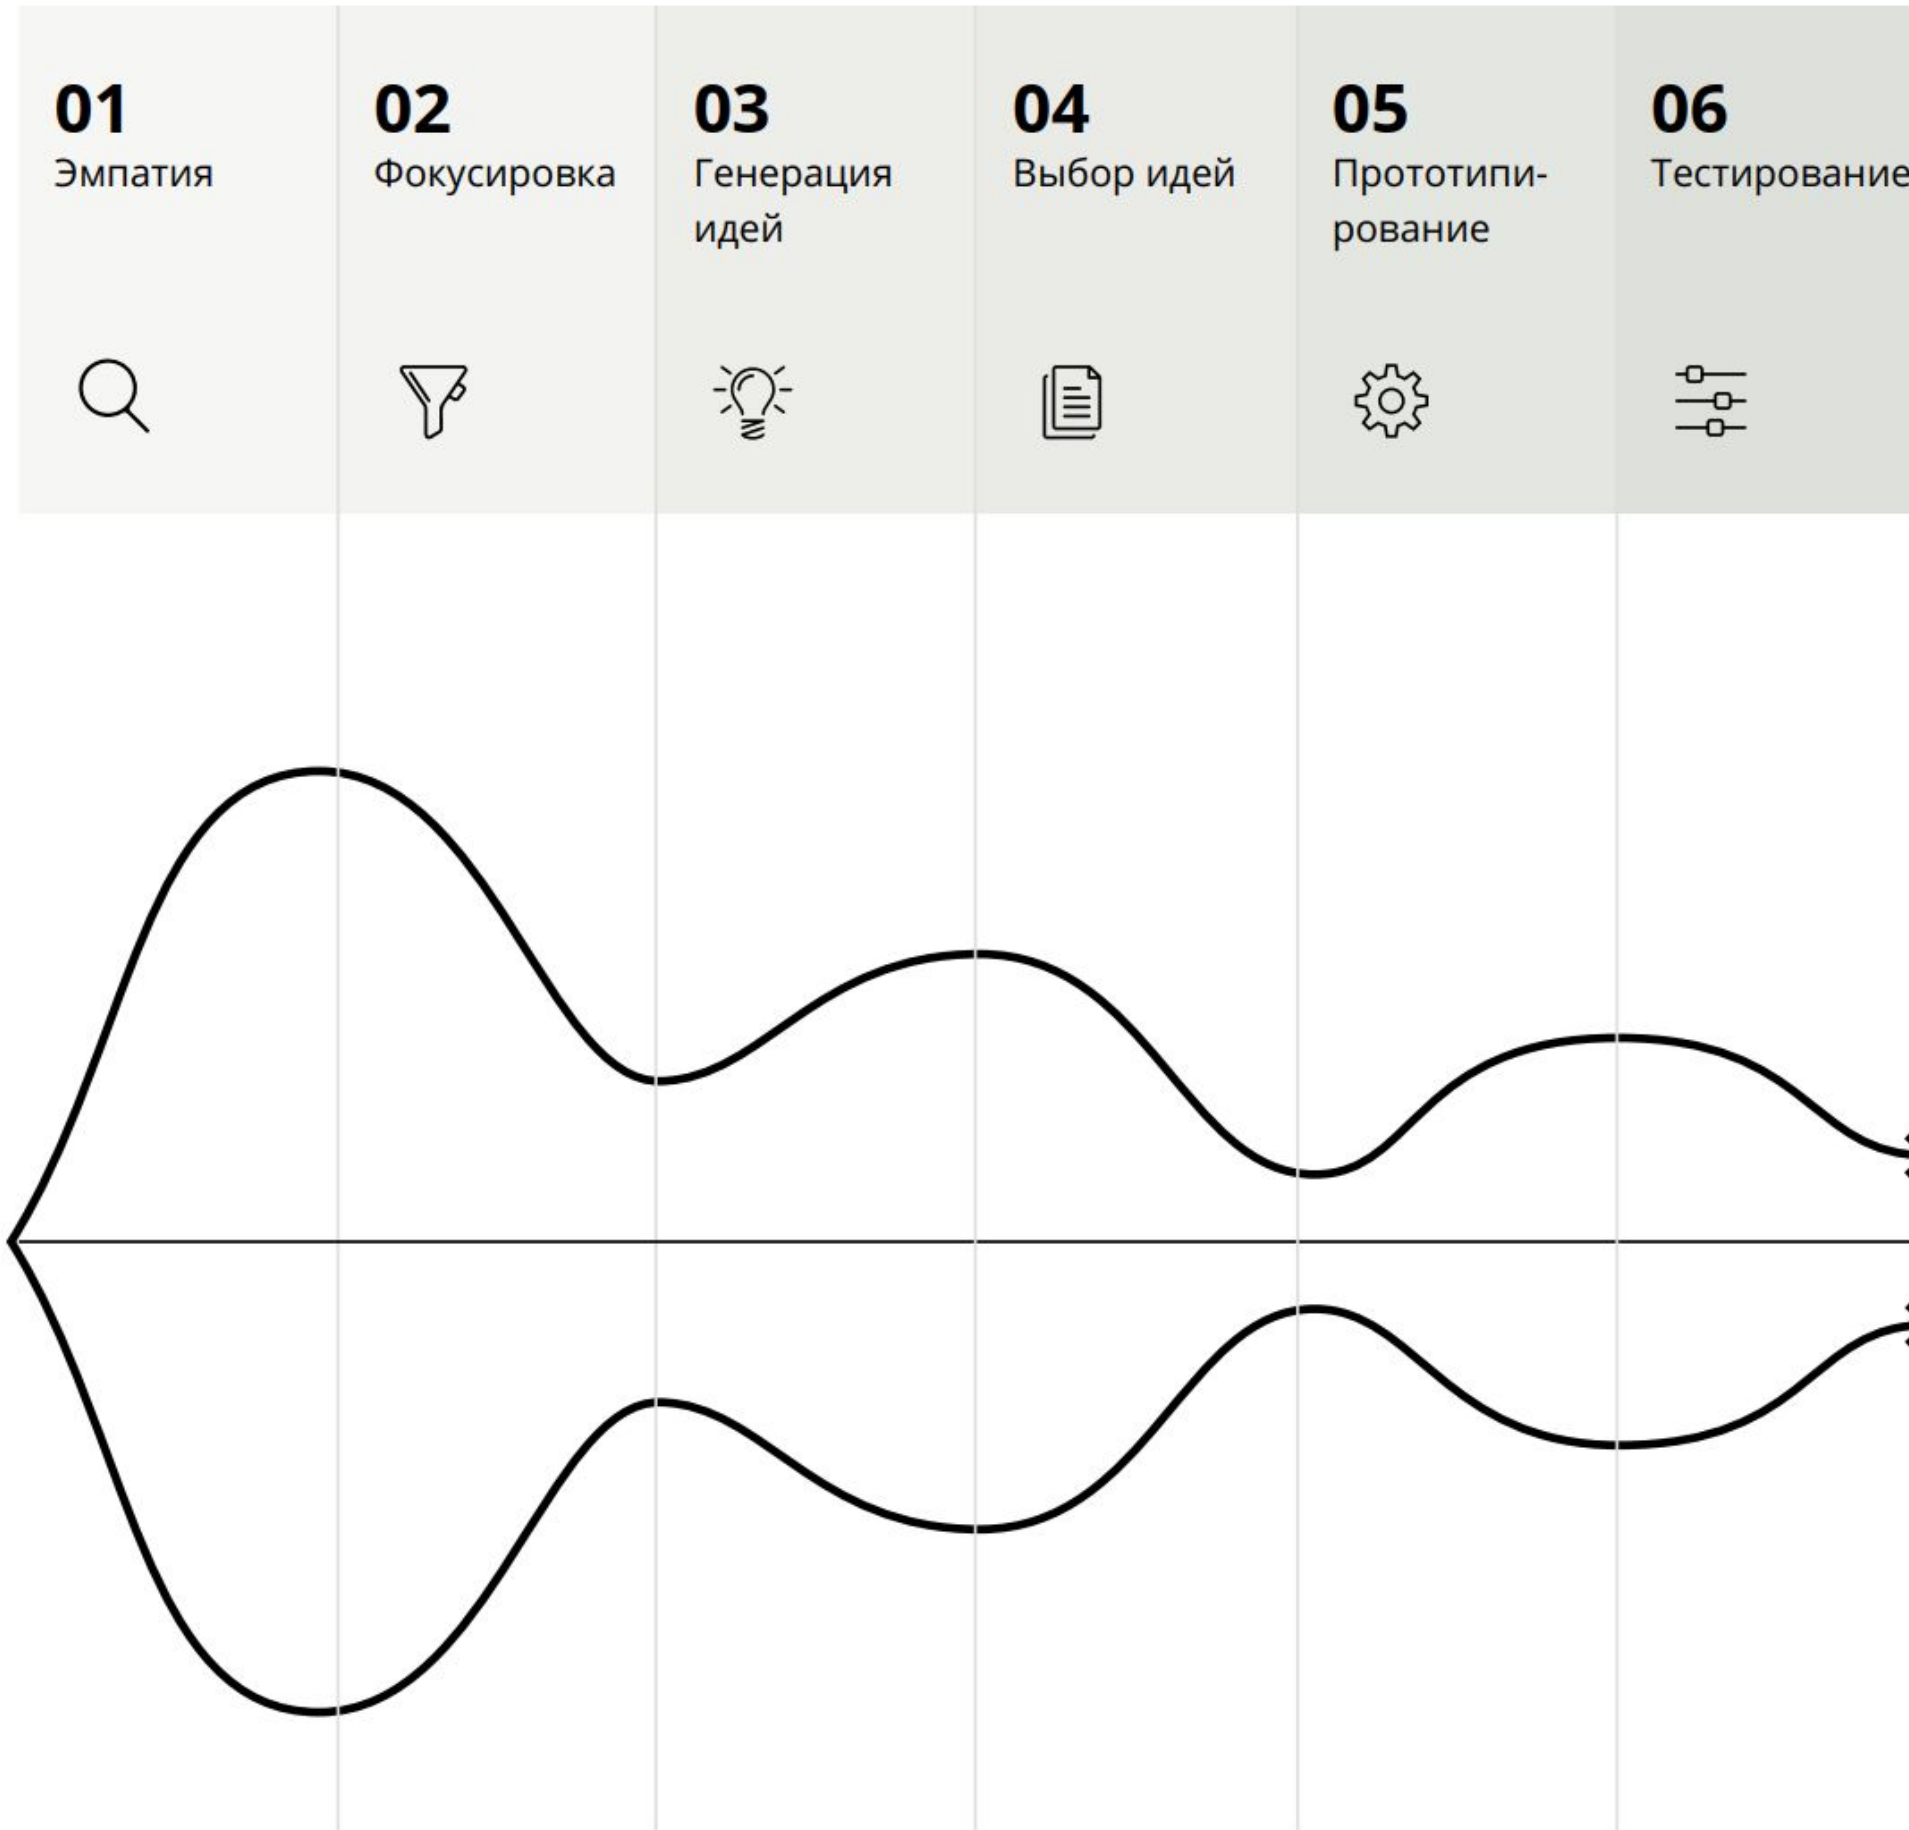 01
Эмпатия
02
Фокусировка
03
Генерация
идей
04
Выбор идей
05
Прототипи-
рование
06
Тестирование